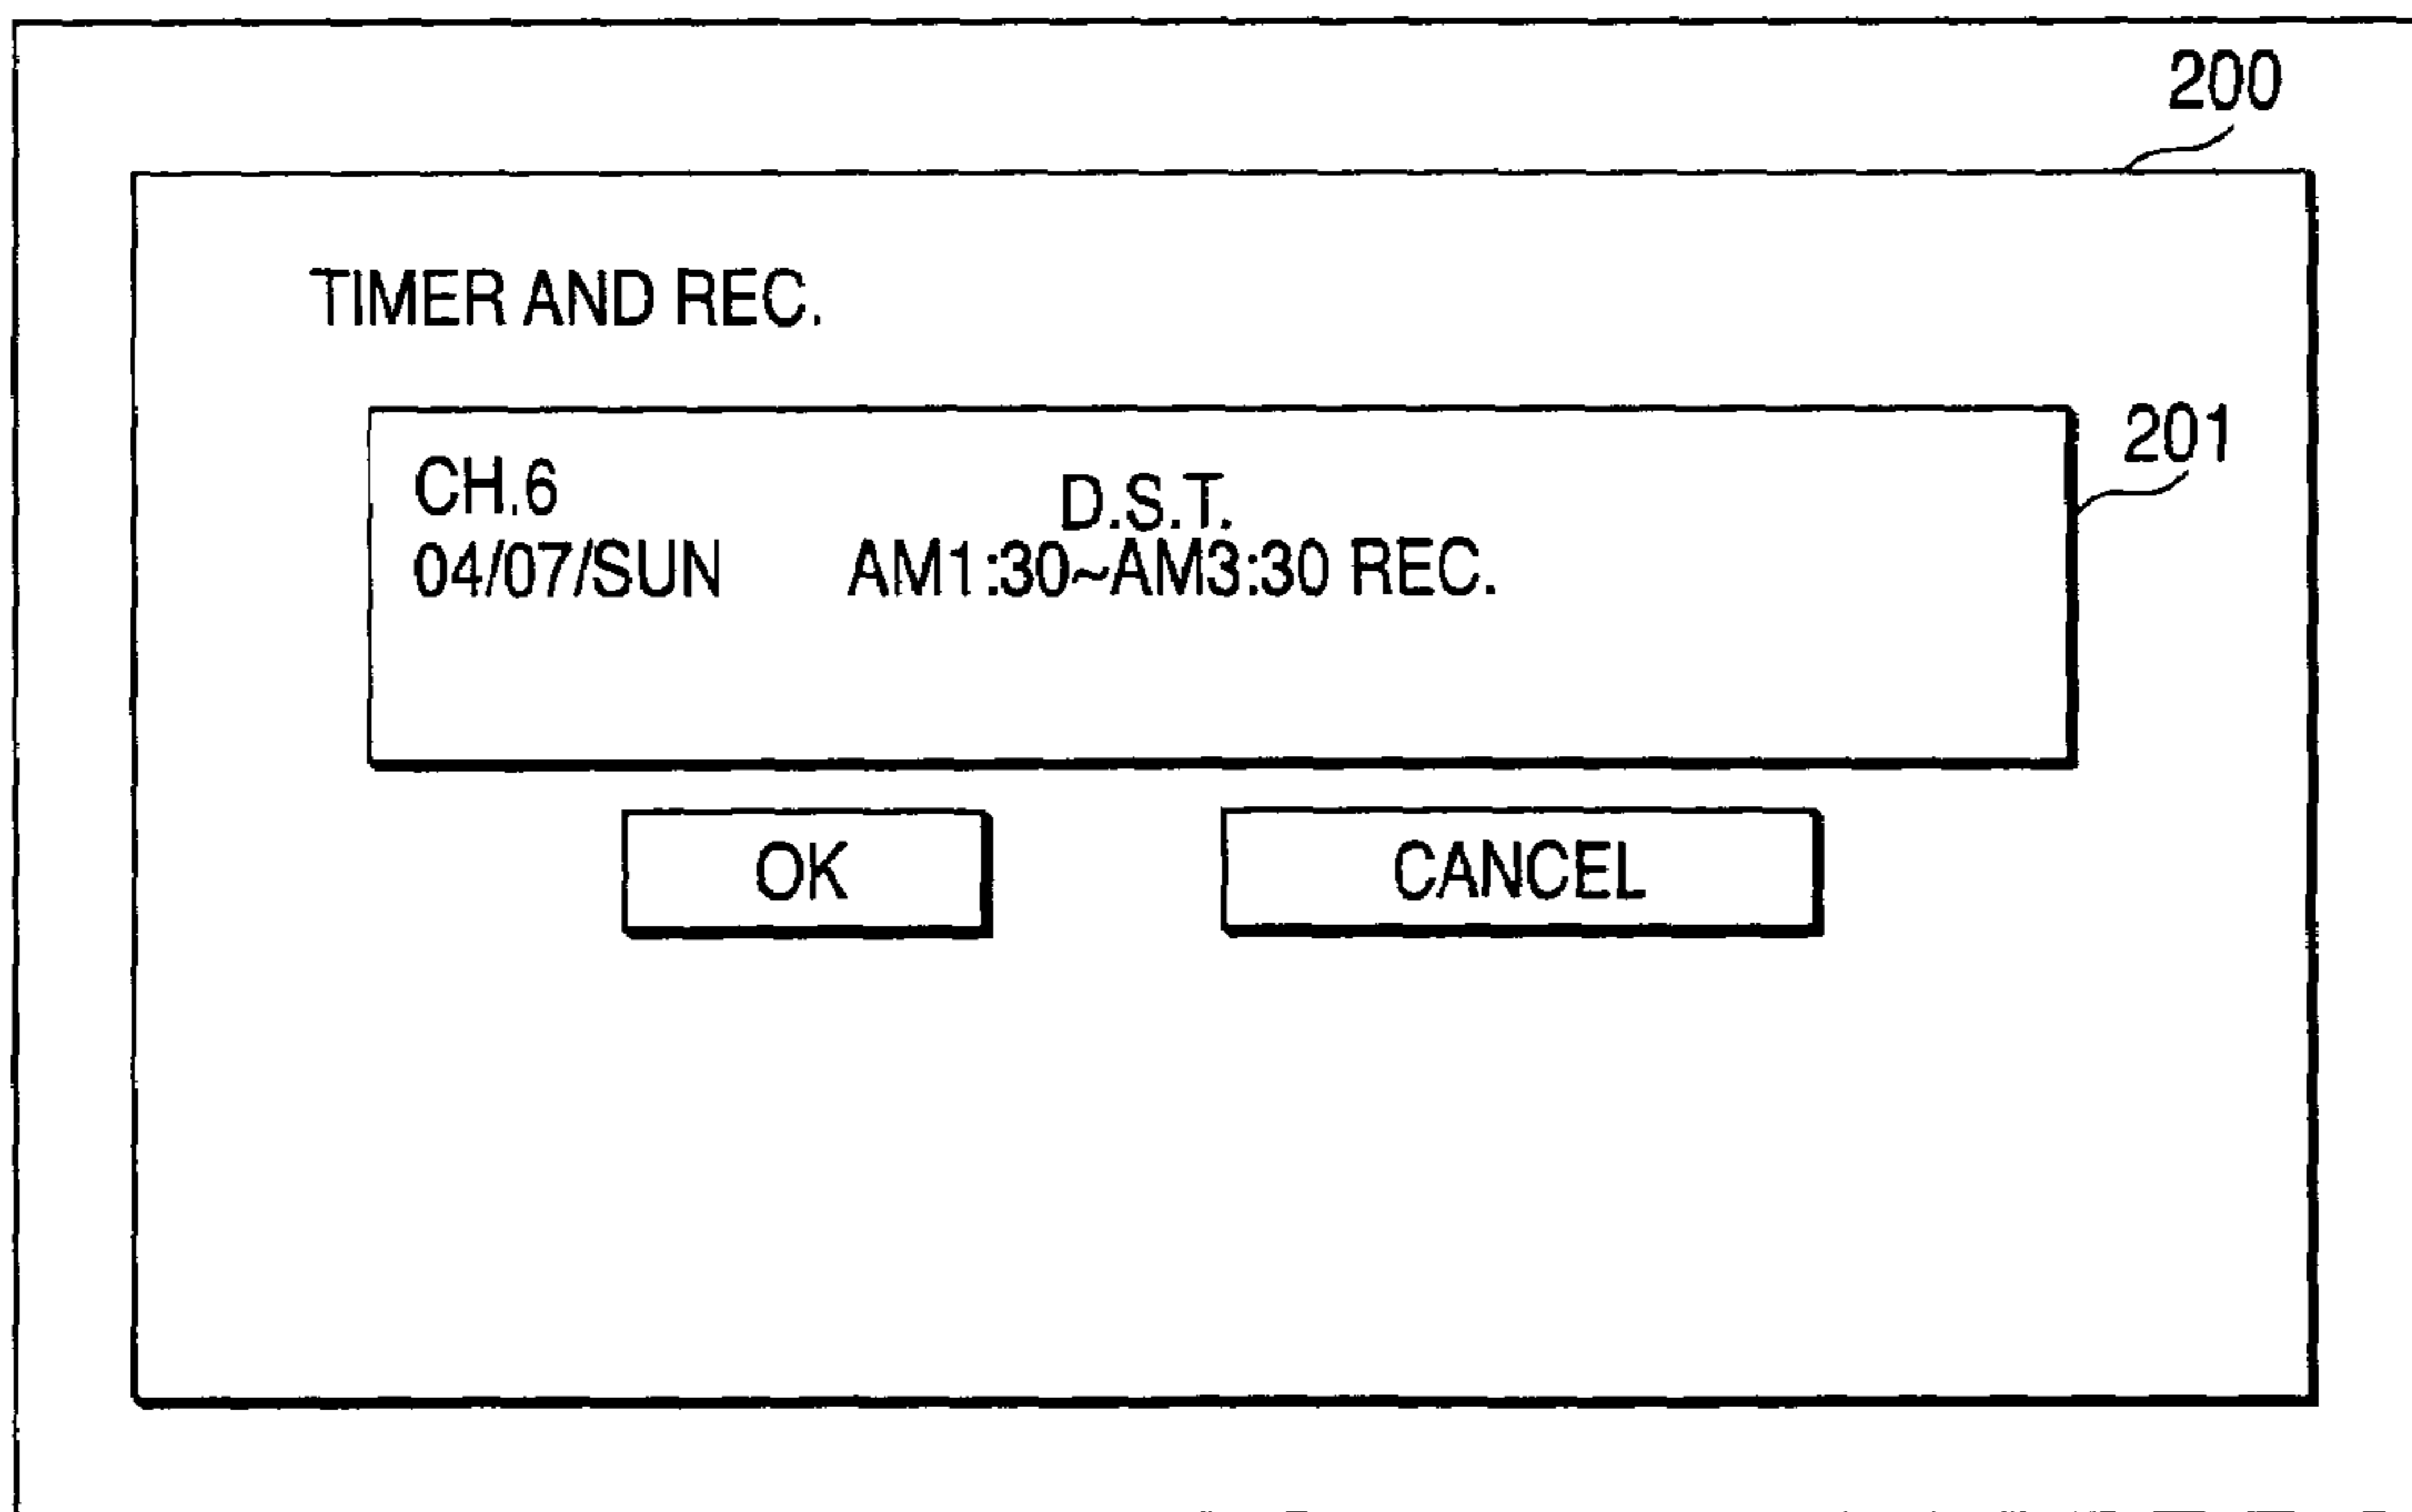 200
TIMER AND REC.
201
CH.6
D.S.T.
04/07/SUN AM1:30~AM3:30 REC.
OK
CANCEL